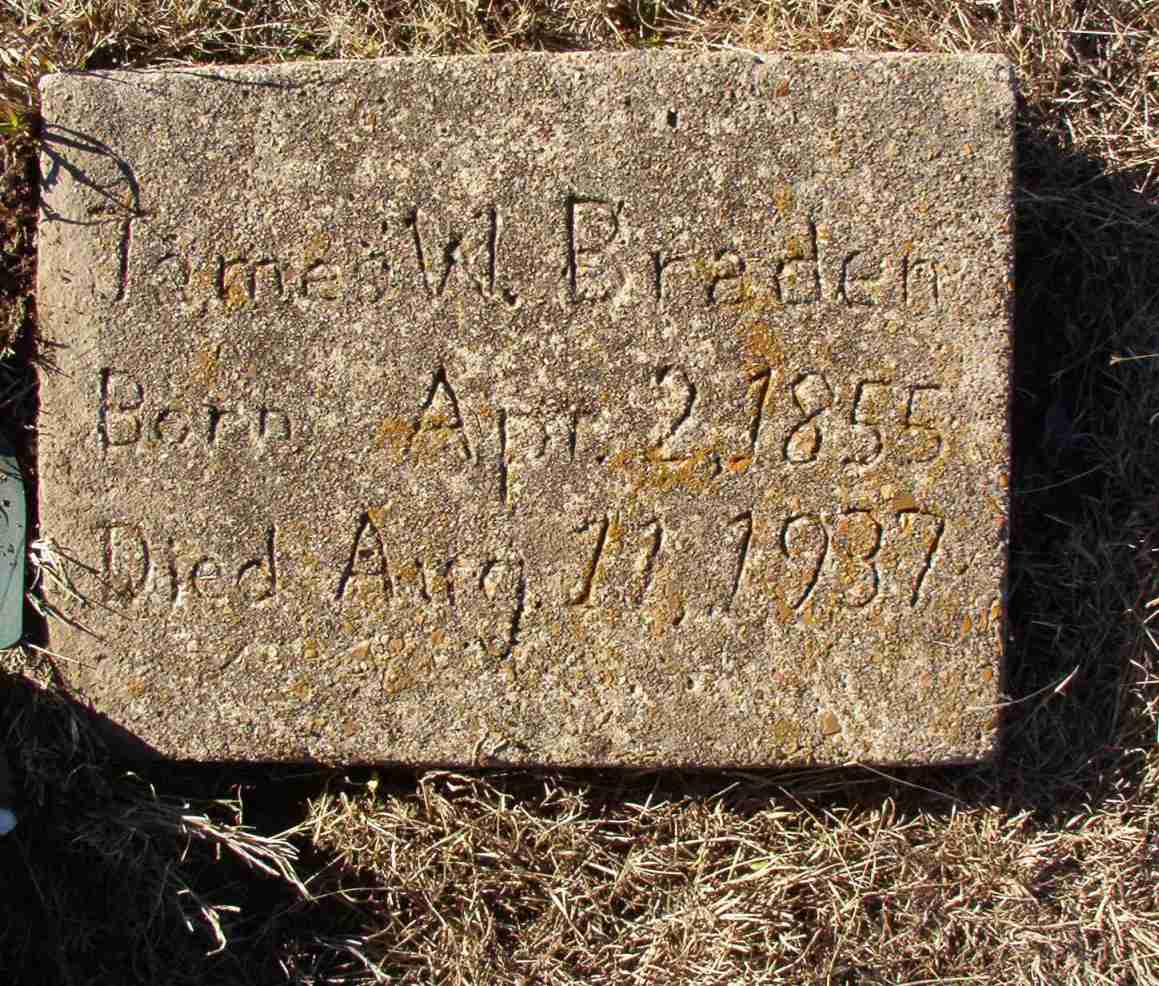 James W. Braden
Born Apr. 2, 1855
Died Aug 11 1937